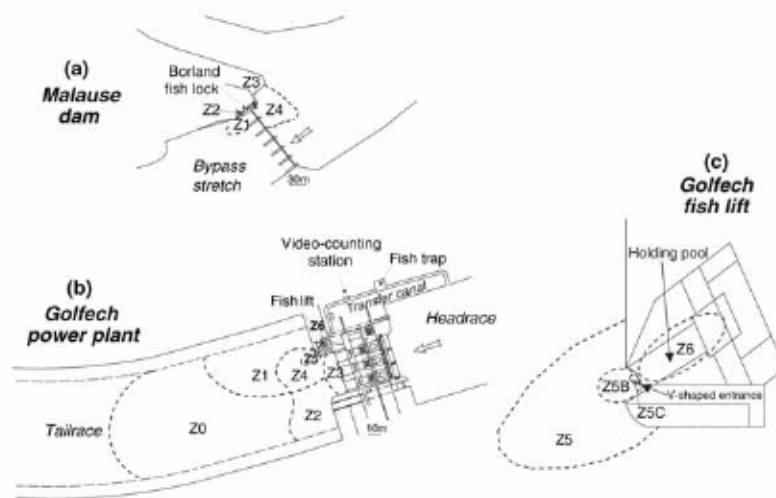 (a)
Malause
dam
Borland
fish lock
Z3
Z2
Z4
Z1
Bypass
stretch
30m
(b)
Golfech
power plant
Video-counting
station
Fish trap
Fish lift
Transfer canal
Headrace
Z6
Z5
Z1
Z4
Z3
Z2
Z0
Tailrace
50m
(c)
Golfech
fish lift
Holding pool
Z6
Z5B
V-shaped entrance
Z5C
Z5